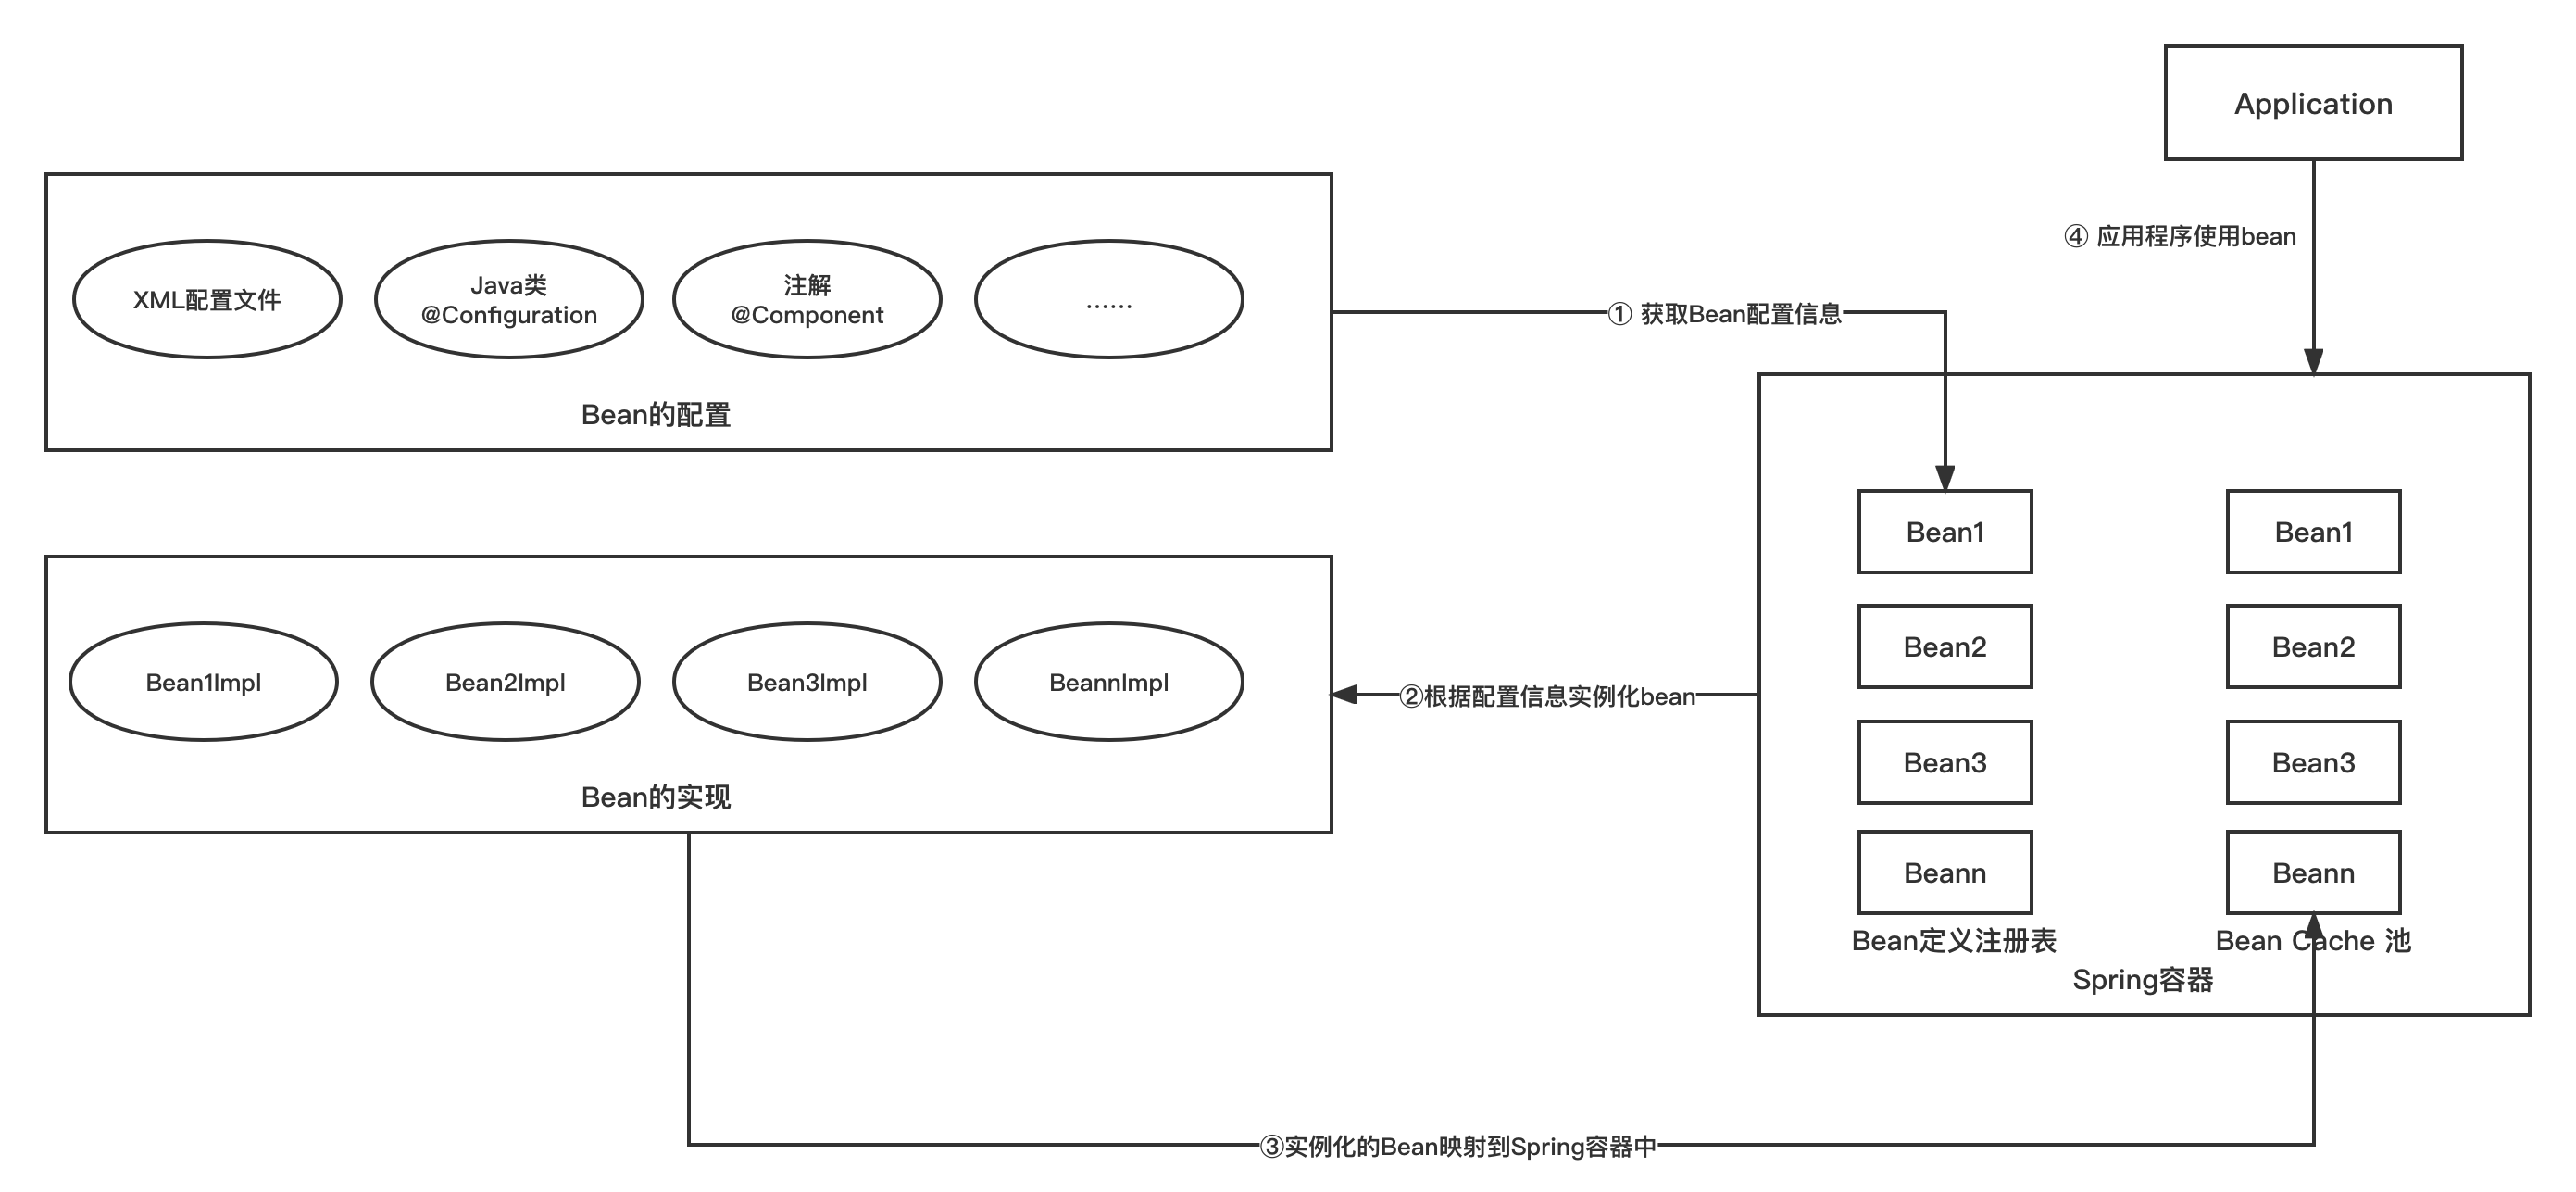 Application
④ 应用程序使用bean
XML配置文件
Java类
@Configuration
注解
@Component
......
Bean的配置
① 获取Bean配置信息
Bean1Impl
Bean2Impl
Bean3Impl
BeannImpl
Bean的实现
②根据配置信息实例化bean
Bean1
Bean1
Bean2
Bean2
Bean3
Bean3
Beann
Beann
Bean定义注册表
Bean Cache 池
Spring容器
③实例化的Bean映射到Spring容器中